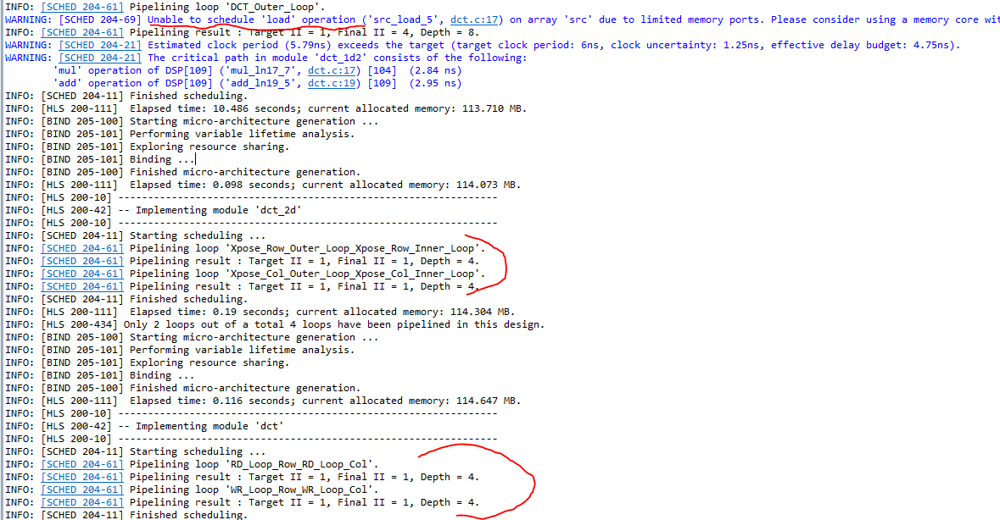 INFO: [SCHED 204-61] Pipelining loop 'DCT_Outer_Loop'.
WARNING: [SCHED 204-69] Unable to schedule 'load' operation ('src_load_5', dct.c:17) on array 'src' due to limited memory ports. Please consider using a memory core wit
INFO: [SCHED 204-61] Pipelining result : Target II = 1, Final II = 4, Depth = 8.
WARNING: [SCHED 204-21] Estimated clock period (5.79ns) exceeds the target (target clock period: 6ns, clock uncertainty: 1.25ns, effective delay budget: 4.75ns).
WARNING: [SCHED 204-21] The critical path in module 'dct_1d2' consists of the following:
'mul' operation of DSP[109] ('mul_ln17_7', dct.c:17) [104] (2.84 ns)
'add' operation of DSP[109] ('add_ln19_5', dct.c:19) [109] (2.95 ns)
INFO: [SCHED 204-11] Finished scheduling.
INFO: [HLS 200-111] Elapsed time: 10.486 seconds; current allocated memory: 113.710 MB.
INFO: [BIND 205-100] Starting micro-architecture generation ...
INFO: [BIND 205-101] Performing variable lifetime analysis.
INFO: [BIND 205-101] Exploring resource sharing.
INFO: [BIND 205-101] Binding ...
INFO: [BIND 205-100] Finished micro-architecture generation.
INFO: [HLS 200-111] Elapsed time: 0.098 seconds; current allocated memory: 114.073 MB.
INFO: [HLS 200-10] ----------------------------------------------------------------
INFO: [HLS 200-42] -- Implementing module 'dct_2d'
INFO: [HLS 200-10] ----------------------------------------------------------------
INFO: [SCHED 204-11] Starting scheduling ...
INFO: [SCHED 204-61] Pipelining loop 'Xpose_Row_Outer_Loop_Xpose_Row_Inner_Loop'.
INFO: [SCHED 204-61] Pipelining result : Target II = 1, Final II = 1, Depth = 4.
INFO: [SCHED 204-61] Pipelining loop 'Xpose_Col_Outer_Loop_Xpose_Col_Inner_Loop'.
INFO: [SCHED 204-61] Pipelining result : Target II = 1, Final II = 1, Depth = 4.
INFO: [SCHED 204-11] Finished scheduling.
INFO: [HLS 200-111] Elapsed time: 0.19 seconds; current allocated memory: 114.304 MB.
INFO: [HLS 200-434] Only 2 loops out of a total 4 loops have been pipelined in this design.
INFO: [BIND 205-100] Starting micro-architecture generation ...
INFO: [BIND 205-101] Performing variable lifetime analysis.
INFO: [BIND 205-101] Exploring resource sharing.
INFO: [BIND 205-101] Binding ...
INFO: [BIND 205-100] Finished micro-architecture generation.
INFO: [HLS 200-111] Elapsed time: 0.116 seconds; current allocated memory: 114.647 MB.
INFO: [HLS 200-10] ----------------------------------------------------------------
INFO: [HLS 200-42] -- Implementing module 'dct'
INFO: [HLS 200-10] ----------------------------------------------------------------
INFO: [SCHED 204-11] Starting scheduling ...
INFO: [SCHED 204-61] Pipelining loop 'RD_Loop_Row_RD_Loop_Col'.
INFO: [SCHED 204-61] Pipelining result : Target II = 1, Final II = 1, Depth = 4.
INFO: [SCHED 204-61] Pipelining loop 'WR_Loop_Row_WR_Loop_Col'.
INFO: [SCHED 204-61] Pipelining result : Target II = 1, Final II = 1, Depth = 4.
INFO: [SCHED 204-11] Finished scheduling.